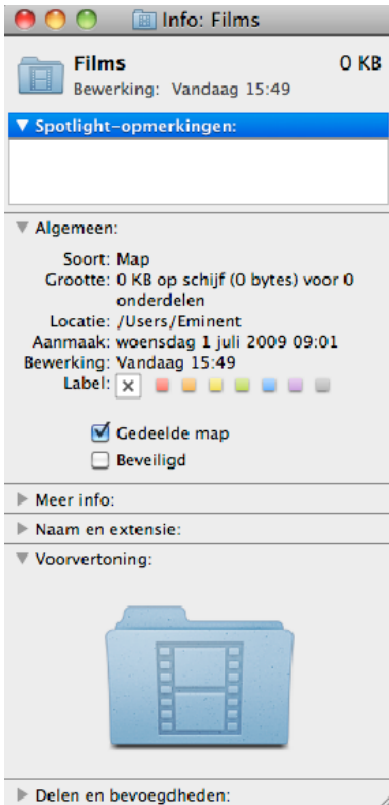 Info: Films
Films 0 KB
Bewerking: Vandaag 15:49
Spotlight-opmerkingen:
Algemeen:
Soort: Map
Grootte: 0 KB op schijf (0 bytes) voor 0
onderdelen
Locatie: /Users/Eminent
Aanmaak: woensdag 1 juli 2009 09:01
Bewerking: Vandaag 15:49
Label:
Gedeelde map
Beveiligd
Meer info:
Naam en extensie:
Voorvertoning:
Delen en bevoegdheden: